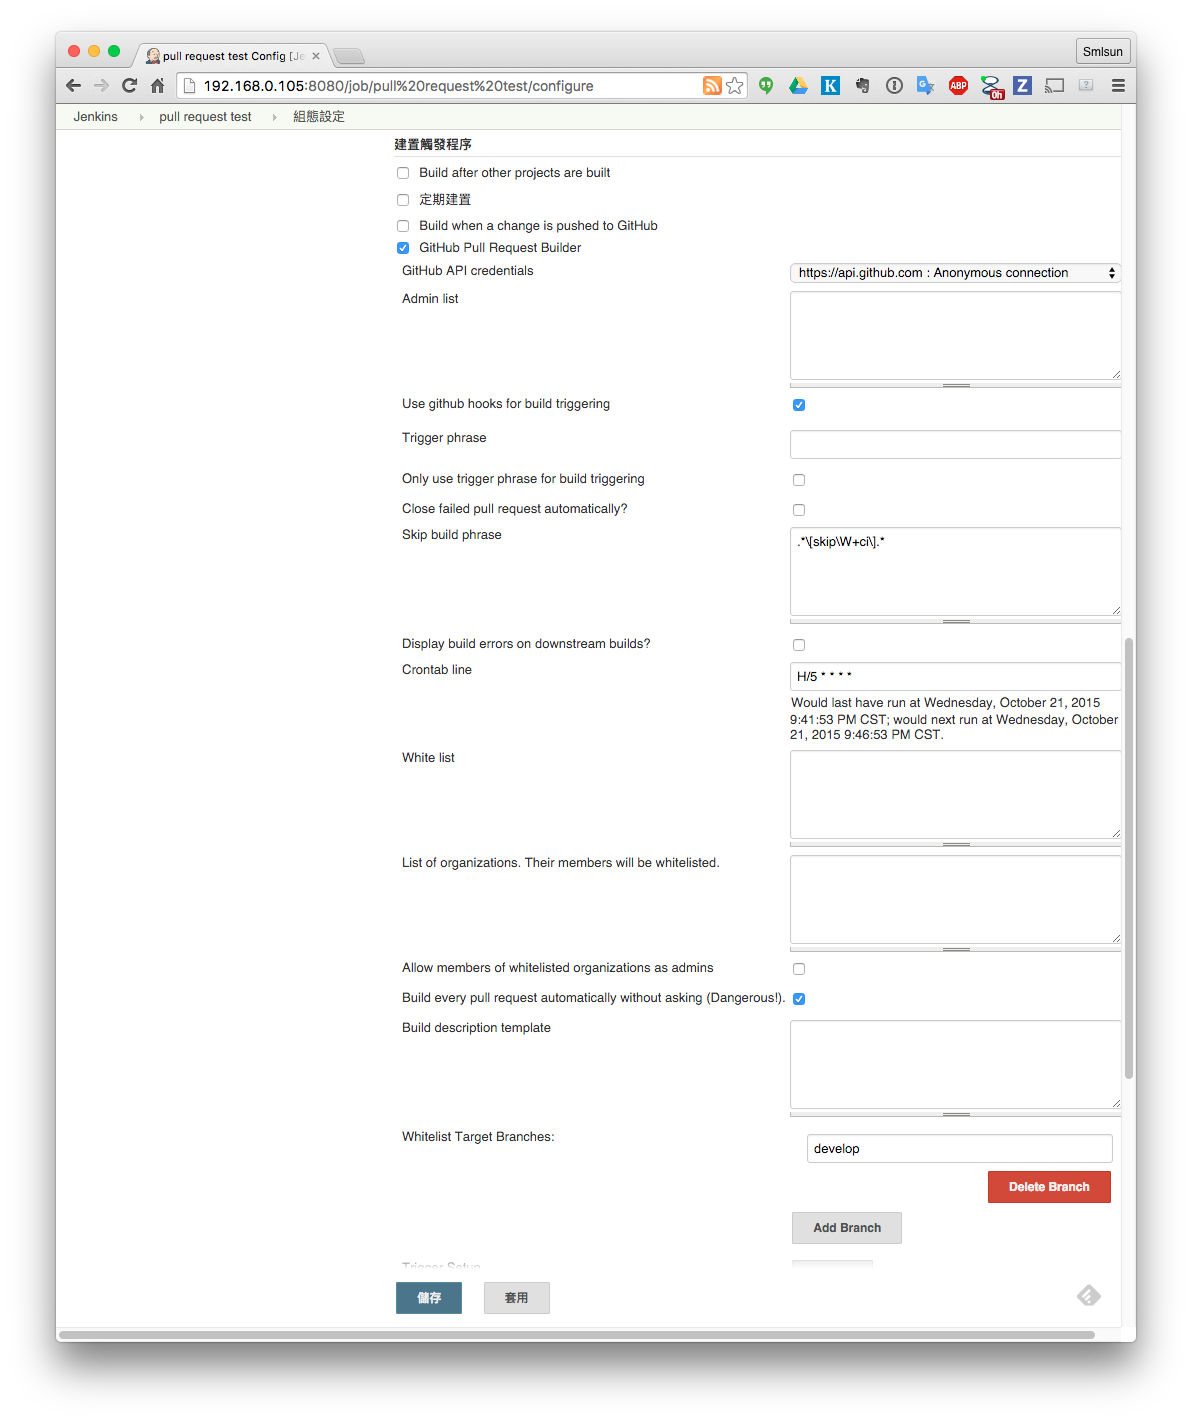 pull request test Config [Je
Smlsun
192.168.0.105:8080/job/pull%20request%20test/configure
K
ABP
0h
Z
Jenkins
pull request test
組態設定
建置觸發程序
Build after other projects are built
定期建置
Build when a change is pushed to GitHub
GitHub Pull Request Builder
GitHub API credentials
https://api.github.com : Anonymous connection
Admin list
Use github hooks for build triggering
Trigger phrase
Only use trigger phrase for build triggering
Close failed pull request automatically?
Skip build phrase
.*\[skip\W+ci\].*
Display build errors on downstream builds?
Crontab line
H/5 * * * *
Would last have run at Wednesday, October 21, 2015
9:41:53 PM CST; would next run at Wednesday, October
21, 2015 9:46:53 PM CST.
White list
List of organizations. Their members will be whitelisted.
Allow members of whitelisted organizations as admins
Build every pull request automatically without asking (Dangerous!).
Build description template
Whitelist Target Branches:
develop
Delete Branch
Add Branch
Trigger Setup
儲存
套用